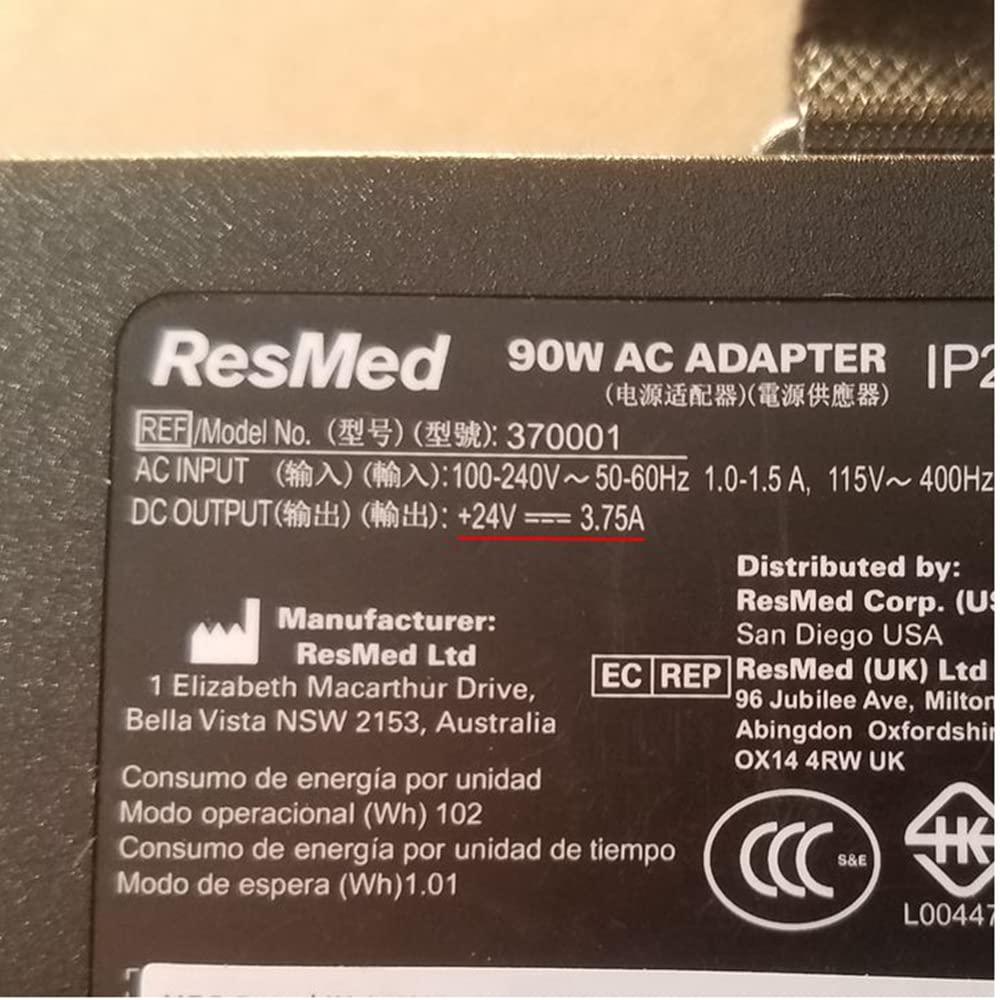 ResMed 90W AC ADAPTER IP2
(电源适配器)(電源供應器)
REF/Model No. (型号) (型號): 370001
AC INPUT (输入) (輸入): 100-240V～ 50-60Hz 1.0-1.5 A, 115V～ 400Hz
DC OUTPUT(输出) (輸出): +24V ⎓ 3.75A
Manufacturer:
ResMed Ltd
1 Elizabeth Macarthur Drive,
Bella Vista NSW 2153, Australia
Distributed by:
ResMed Corp. (US
San Diego USA
EC REP ResMed (UK) Ltd
96 Jubilee Ave, Milton
Abingdon Oxfordshir
OX14 4RW UK
Consumo de energía por unidad
Modo operacional (Wh) 102
Consumo de energía por unidad de tiempo
Modo de espera (Wh)1.01
CCC S&E
L00447